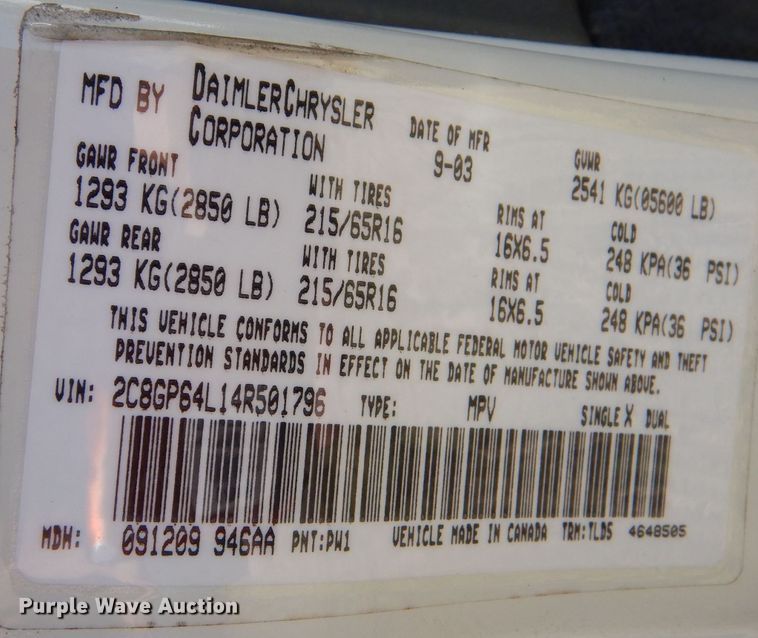 MFD BY DAIMLERCHRYSLER CORPORATION
DATE OF MFR 9-03
GVWR 2541 KG(05600 LB)
GAWR FRONT WITH TIRES RIMS AT COLD
1293 KG(2850 LB) 215/65R16 16X6.5 248 KPA(36 PSI)
GAWR REAR WITH TIRES RIMS AT COLD
1293 KG(2850 LB) 215/65R16 16X6.5 248 KPA(36 PSI)
THIS VEHICLE CONFORMS TO ALL APPLICABLE FEDERAL MOTOR VEHICLE SAFETY AND THEFT
PREVENTION STANDARDS IN EFFECT ON THE DATE OF MANUFACTURE SHOWN ABOVE.
VIN: 2C8GP64L14R501796 TYPE: MPV SINGLE X DUAL
MDH: 091209 946AA PNT:PW1 VEHICLE MADE IN CANADA TRM:TLDS 4648505
Purple Wave Auction